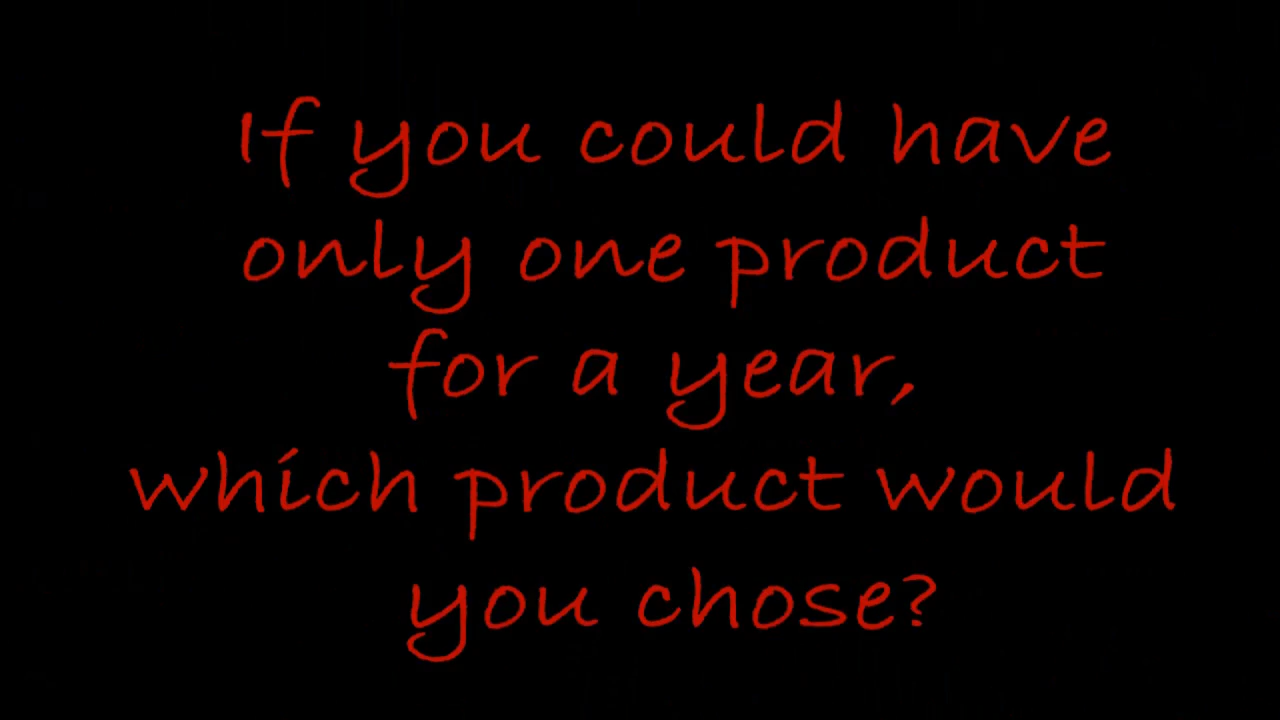 If you could have
only one product
for a year,
which product would
you chose?